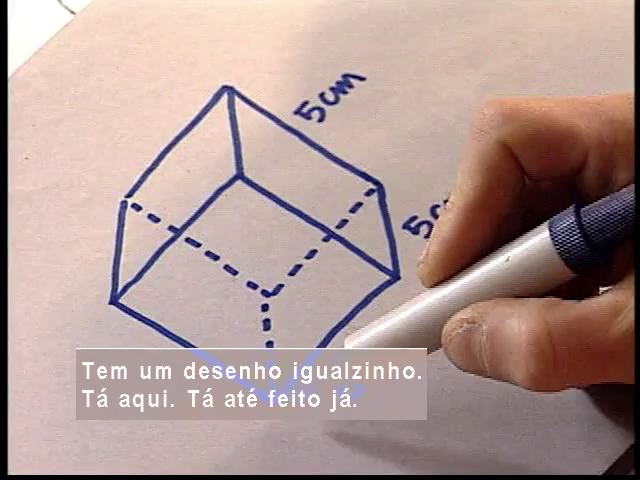 5cm
Tem um desenho igualzinho.
Tá aqui. Tá até feito já.